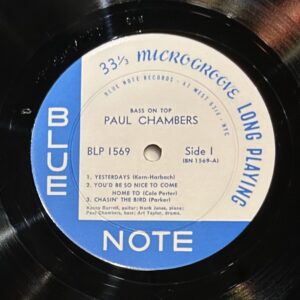 33⅓ MICROGROOVE LONG PLAYING
BLUE NOTE RECORDS · 47 WEST 63rd · NYC
BASS ON TOP
PAUL CHAMBERS
BLP 1569
Side 1
(BN 1569-A)
1. YESTERDAYS (Kern-Harbach)
2. YOU'D BE SO NICE TO COME
HOME TO (Cole Porter)
3. CHASIN' THE BIRD (Parker)
Kenny Burrell, guitar; Hank Jones, piano;
Paul Chambers, bass; Art Taylor, drums.
BLUE
NOTE